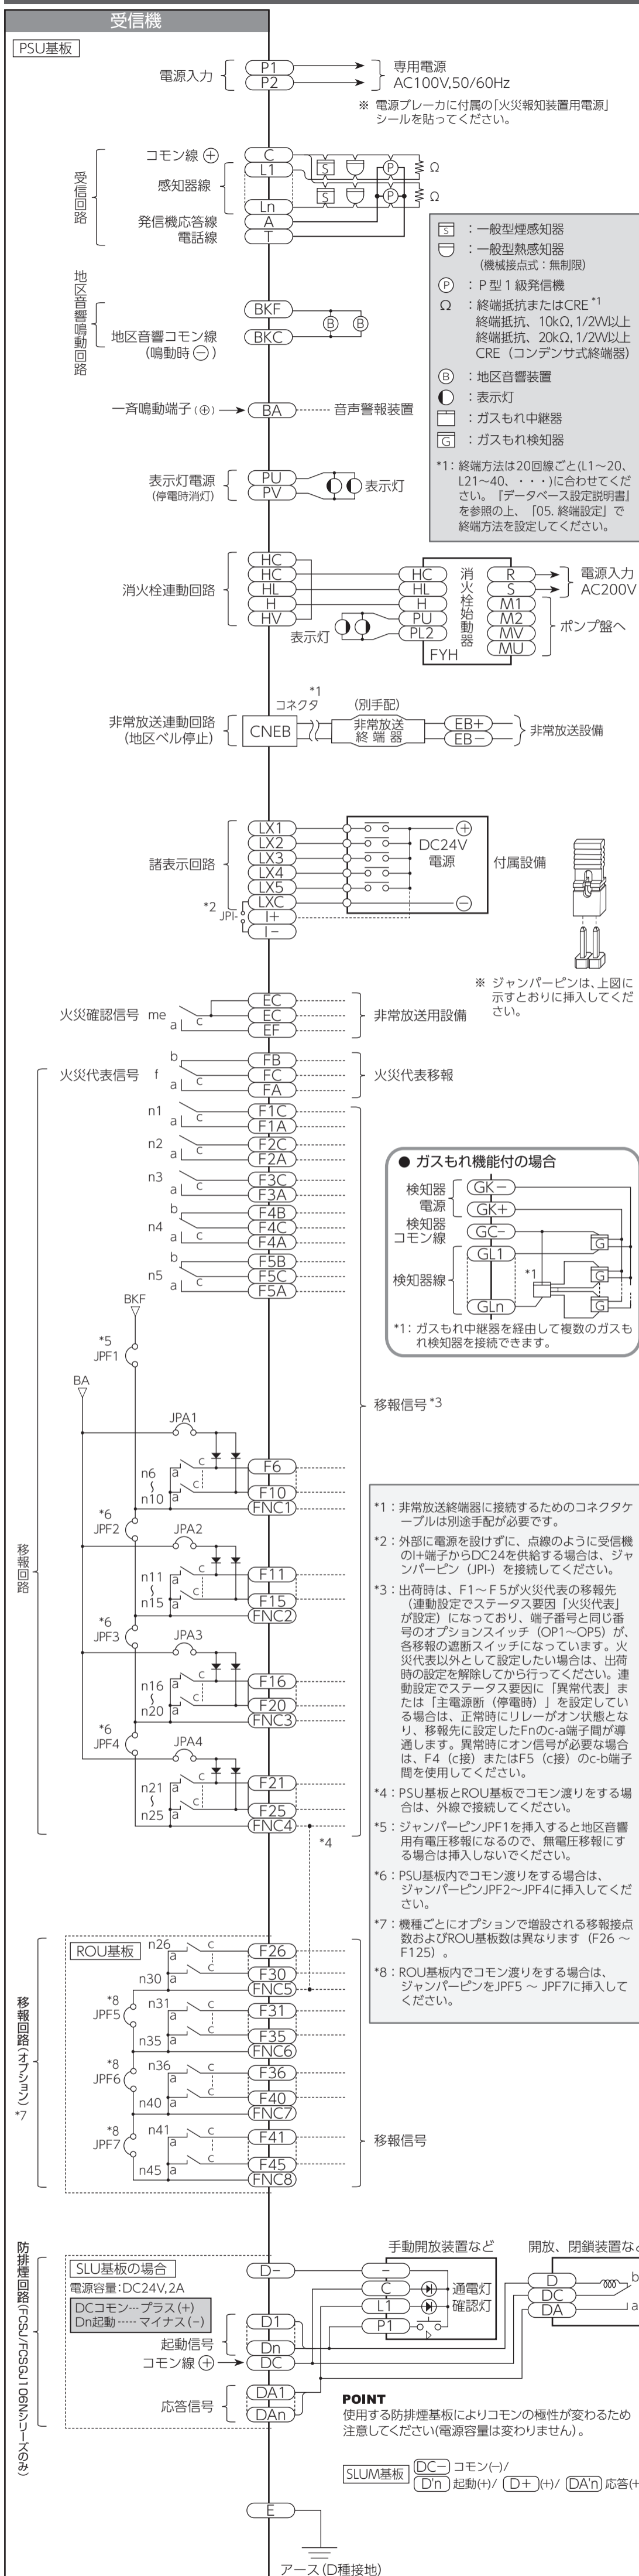 受信機
PSU基板
電源入力
P1
P2
専用電源
AC100V,50/60Hz
※ 電源ブレーカに付属の「火災報知装置用電源」
シールを貼ってください。
受信回路
コモン線⊕
感知器線
発信機応答線
電話線
C
L1
Ln
A
T
S
P
Ω
S
P
Ω
地区音響鳴動回路
地区音響コモン線
(鳴動時⊖)
BKF
BKC
B
B
S:一般型煙感知器
:一般型熱感知器
(機械接点式:無制限)
P:P型1級発信機
Ω:終端抵抗またはCRE*1
終端抵抗、10kΩ,1/2W以上
終端抵抗、20kΩ,1/2W以上
CRE(コンデンサ式終端器)
B:地区音響装置
:表示灯
:ガスもれ中継器
G:ガスもれ検知器
*1:終端方法は20回線ごと(L1~20、
L21~40、・・・)に合わせてくだ
さい。『データベース設定説明書』
を参照の上、「05. 終端設定」で
終端方法を設定してください。
一斉鳴動端子(⊕)
BA
音声警報装置
表示灯電源
(停電時消灯)
PU
PV
表示灯
消火栓連動回路
HC
HC
HL
H
HV
表示灯
HC
HL
H
PU
PL2
消火栓始動器
FYH
R
S
M1
M2
MV
MU
電源入力
AC200V
ポンプ盤へ
非常放送連動回路
(地区ベル停止)
CNEB
*1
コネクタ
(別手配)
非常放送
終端器
EB+
EB−
非常放送設備
諸表示回路
LX1
LX2
LX3
LX4
LX5
LXC
I+
I−
*2
JPI-
⊕
DC24V
電源
⊖
付属設備
※ ジャンパーピンは、上図に
示すとおりに挿入してくだ
さい。
火災確認信号 me
a
c
EC
EC
EF
非常放送用設備
火災代表信号 f
b
a
c
FB
FC
FA
火災代表移報
移報回路
n1
a
c
F1C
F1A
n2
a
c
F2C
F2A
n3
a
c
F3C
F3A
n4
b
a
c
F4B
F4C
F4A
n5
b
a
c
F5B
F5C
F5A
● ガスもれ機能付の場合
検知器
電源
検知器
コモン線
検知器線
GK−
GK+
GC−
GL1
GLn
*1
G
G
G
*1:ガスもれ中継器を経由して複数のガスも
れ検知器を接続できます。
BKF
*5
JPF1
BA
移報信号*3
JPA1
n6
〜
n10
a
c
a
c
F6
F10
FNC1
*6
JPF2
JPA2
n11
〜
n15
a
c
a
c
F11
F15
FNC2
*6
JPF3
JPA3
n16
〜
n20
a
c
a
c
F16
F20
FNC3
*6
JPF4
JPA4
n21
〜
n25
a
c
a
c
F21
F25
FNC4
*4
*1:非常放送終端器に接続するためのコネクタケ
ーブルは別途手配が必要です。
*2:外部に電源を設けずに、点線のように受信機
のI+端子からDC24を供給する場合は、ジャ
ンパーピン(JPI-)を接続してください。
*3:出荷時は、F1~F 5が火災代表の移報先
(連動設定でステータス要因「火災代表」
が設定)になっており、端子番号と同じ番
号のオプションスイッチ(OP1~OP5)が、
各移報の遮断スイッチになっています。火
災代表以外として設定したい場合は、出荷
時の設定を解除してから行ってください。連
動設定でステータス要因に「異常代表」ま
たは「主電源断(停電時)」を設定してい
る場合は、正常時にリレーがオン状態とな
り、移報先に設定したFnのc-a端子間が導
通します。異常時にオン信号が必要な場合
は、F4(c接)またはF5(c接)のc-b端子
間を使用してください。
*4:PSU基板とROU基板でコモン渡りをする場
合は、外線で接続してください。
*5:ジャンパーピンJPF1を挿入すると地区音響
用有電圧移報になるので、無電圧移報にす
る場合は挿入しないでください。
*6:PSU基板内でコモン渡りをする場合は、
ジャンパーピンJPF2~JPF4に挿入してくだ
さい。
*7:機種ごとにオプションで増設される移報接点
数およびROU基板数は異なります(F26 ~
F125)。
*8:ROU基板内でコモン渡りをする場合は、
ジャンパーピンをJPF5 ~ JPF7に挿入して
ください。
移報回路(オプション)*7
ROU基板
n26
a
c
n30
a
c
F26
F30
FNC5
*8
JPF5
n31
a
c
n35
a
c
F31
F35
FNC6
*8
JPF6
n36
a
c
n40
a
c
F36
F40
FNC7
*8
JPF7
n41
a
c
n45
a
c
F41
F45
FNC8
移報信号
防排煙回路(FCSJ/FCSGJ106Nシリーズのみ)
SLU基板の場合
電源容量:DC24V,2A
DCコモン…プラス(+)
Dn起動 ----- マイナス(−)
起動信号
コモン線⊕
応答信号
D−
D1
Dn
DC
DA1
DAn
手動開放装置など
−
C
L1
P1
通電灯
確認灯
開放、閉鎖装置な
D
DC
DA
b
a
POINT
使用する防排煙基板によりコモンの極性が変わるため
注意してください(電源容量は変わりません)。
SLUM基板
DC− コモン(−)/
D'n 起動(+)/ D+ (+)/ DA'n 応答(+
E
アース(D種接地)